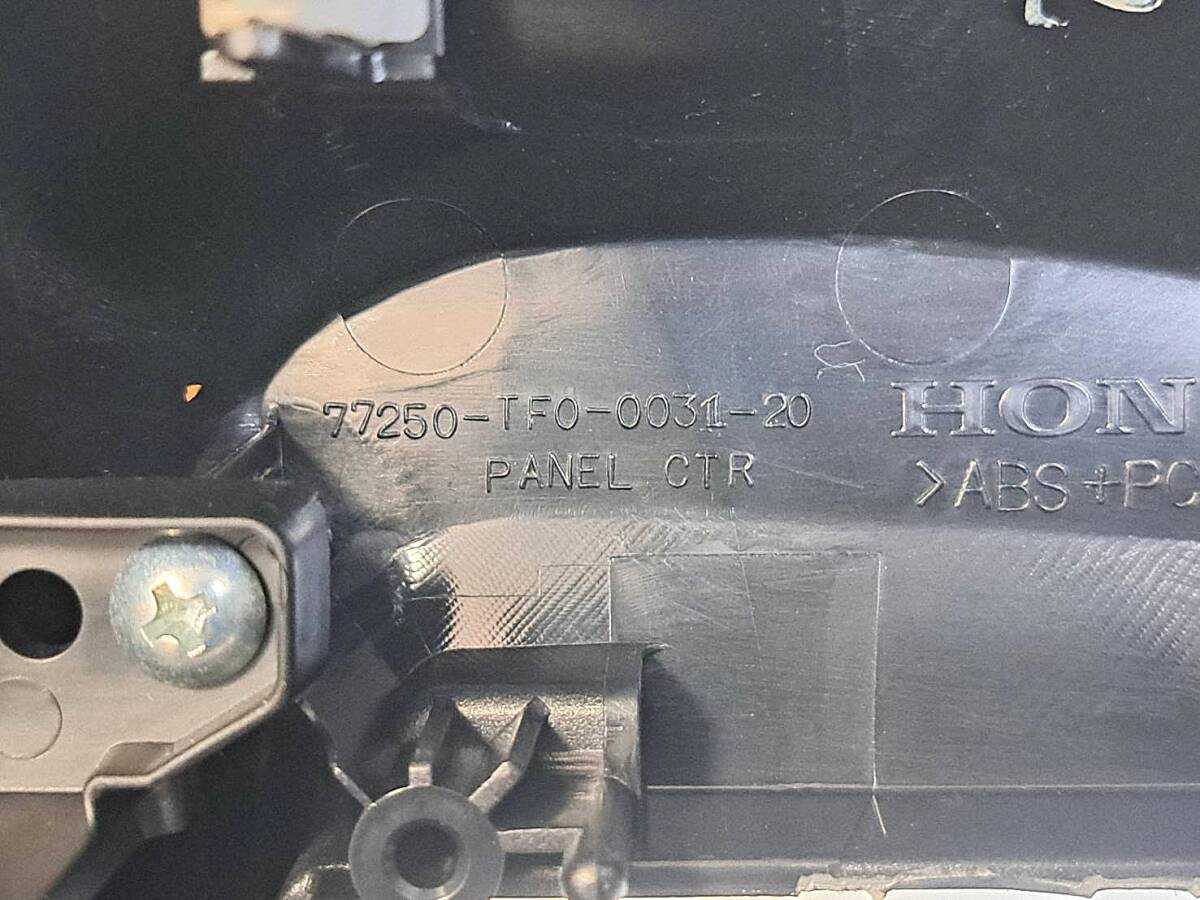 77250-TF0-0031-20
HON
PANEL CTR
>ABS+PC